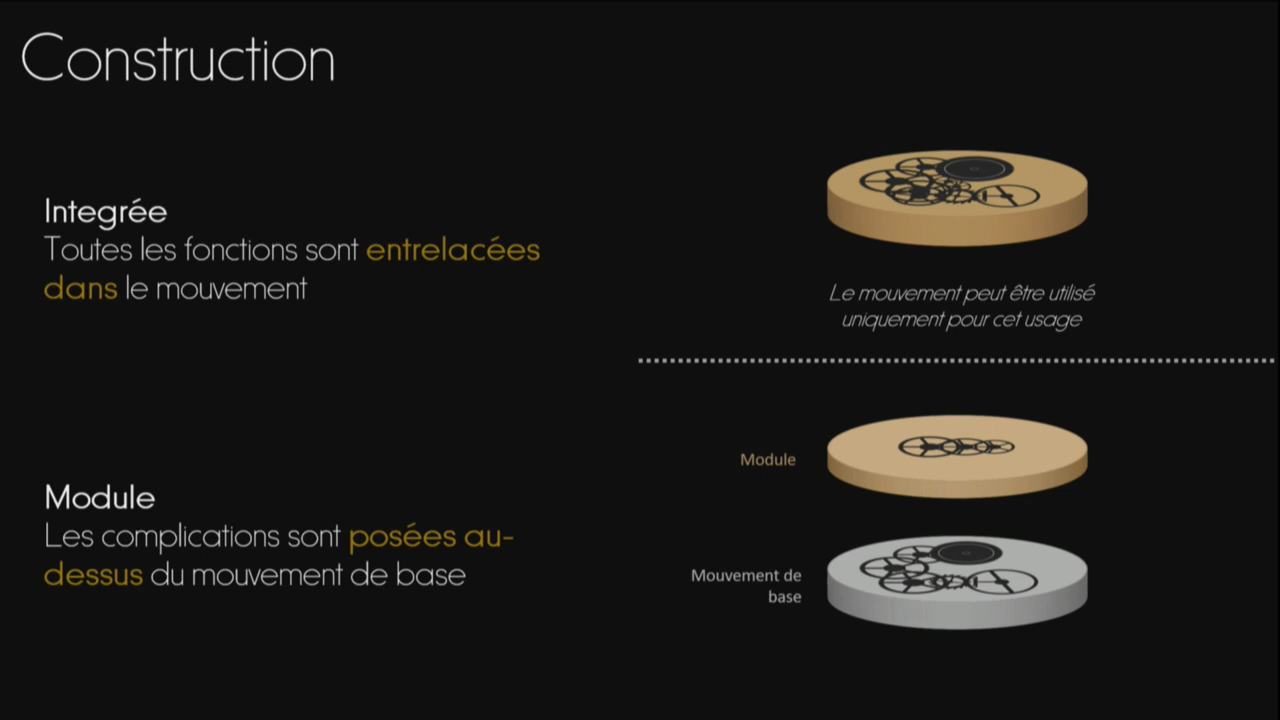 Construction
Integrée
Toutes les fonctions sont entrelacées
dans le mouvement
Le mouvement peut être utilisé
uniquement pour cet usage
Module
Les complications sont posées au-
dessus du mouvement de base
Module
Mouvement de
base